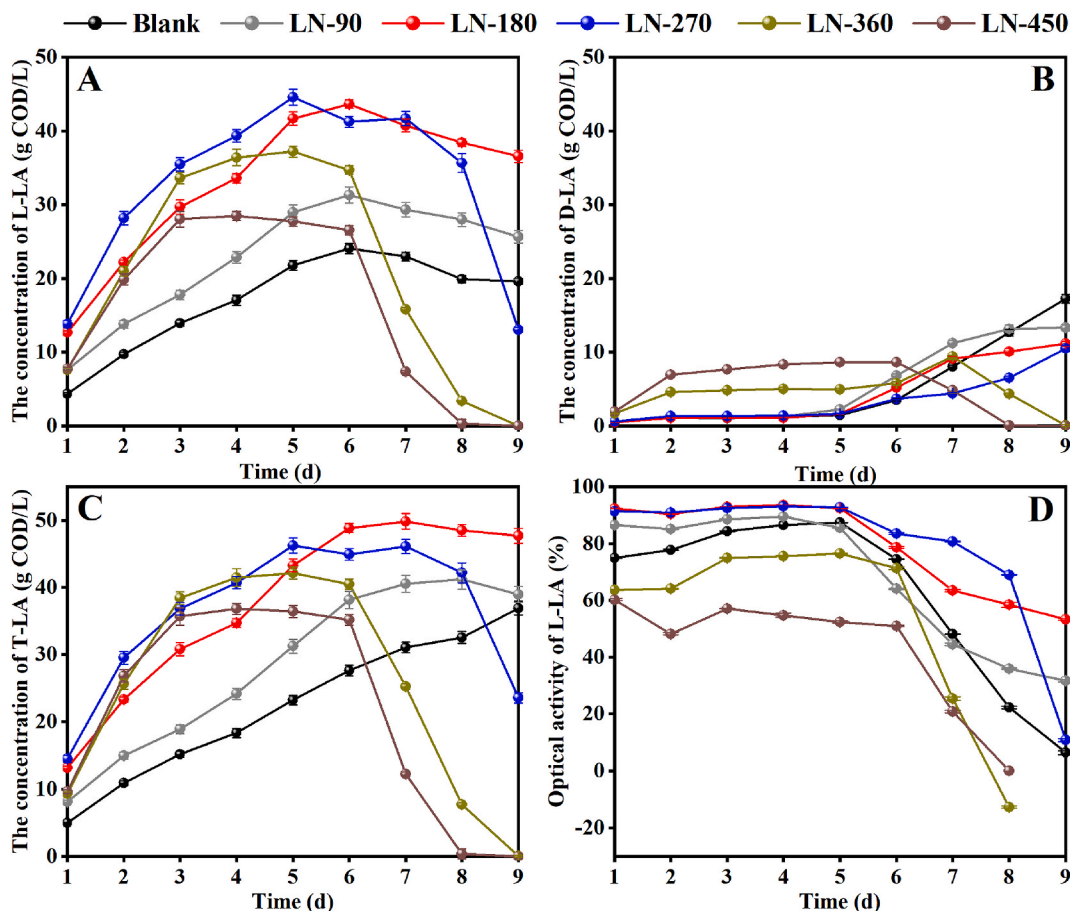 Blank LN-90 LN-180 LN-270 LN-360 LN-450
A
The concentration of L-LA (g COD/L)
50
40
30
20
10
0
1 2 3 4 5 6 7 8 9
Time (d)
B
The concentration of D-LA (g COD/L)
50
40
30
20
10
0
1 2 3 4 5 6 7 8 9
Time (d)
C
The concentration of T-LA (g COD/L)
50
40
30
20
10
0
1 2 3 4 5 6 7 8 9
Time (d)
D
Optical activity of L-LA (%)
100
80
60
40
20
0
-20
1 2 3 4 5 6 7 8 9
Time (d)